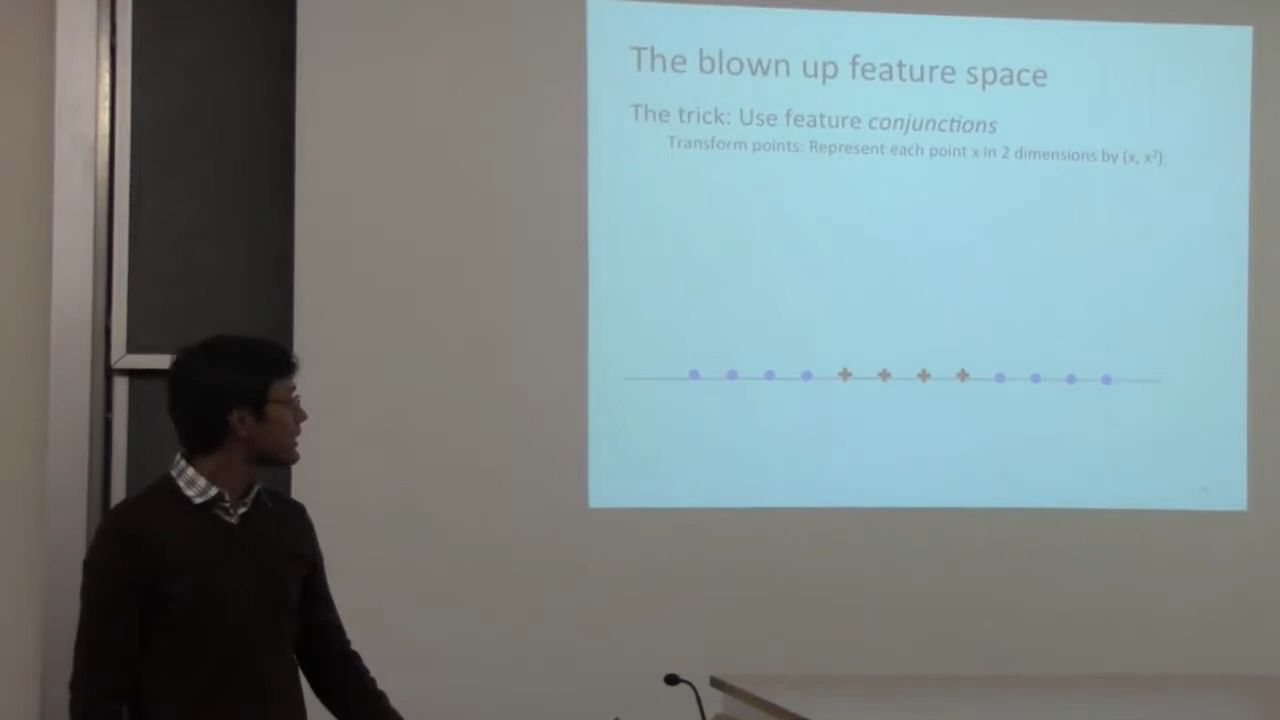 The blown up feature space
The trick: Use feature conjunctions
Transform points: Represent each point x in 2 dimensions by (x, x²)